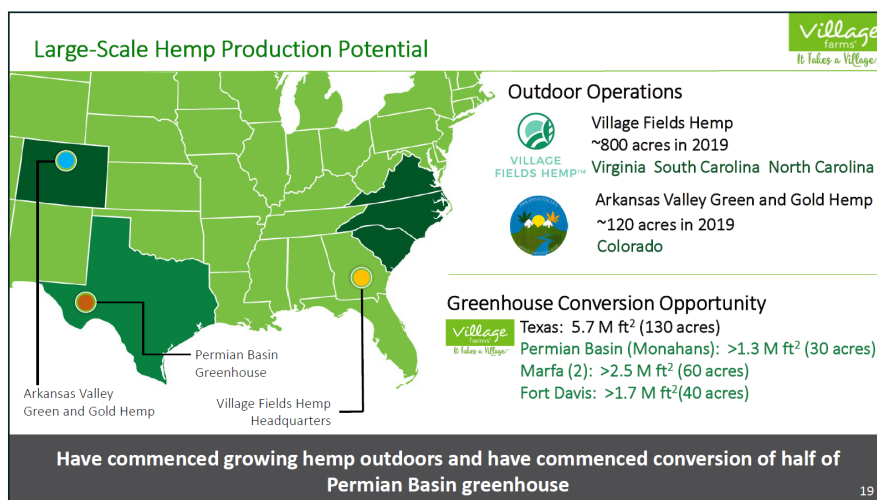 Large-Scale Hemp Production Potential
Village
farms
It Takes a Village
Outdoor Operations
VILLAGE
FIELDS HEMP™
Village Fields Hemp
~800 acres in 2019
Virginia South Carolina North Carolina
Arkansas Valley Green and Gold Hemp
~120 acres in 2019
Colorado
Greenhouse Conversion Opportunity
Village
farms
It Takes a Village
Texas: 5.7 M ft² (130 acres)
Permian Basin (Monahans): >1.3 M ft² (30 acres)
Marfa (2): >2.5 M ft² (60 acres)
Fort Davis: >1.7 M ft²(40 acres)
Permian Basin
Greenhouse
Arkansas Valley
Green and Gold Hemp
Village Fields Hemp
Headquarters
Have commenced growing hemp outdoors and have commenced conversion of half of
Permian Basin greenhouse
19